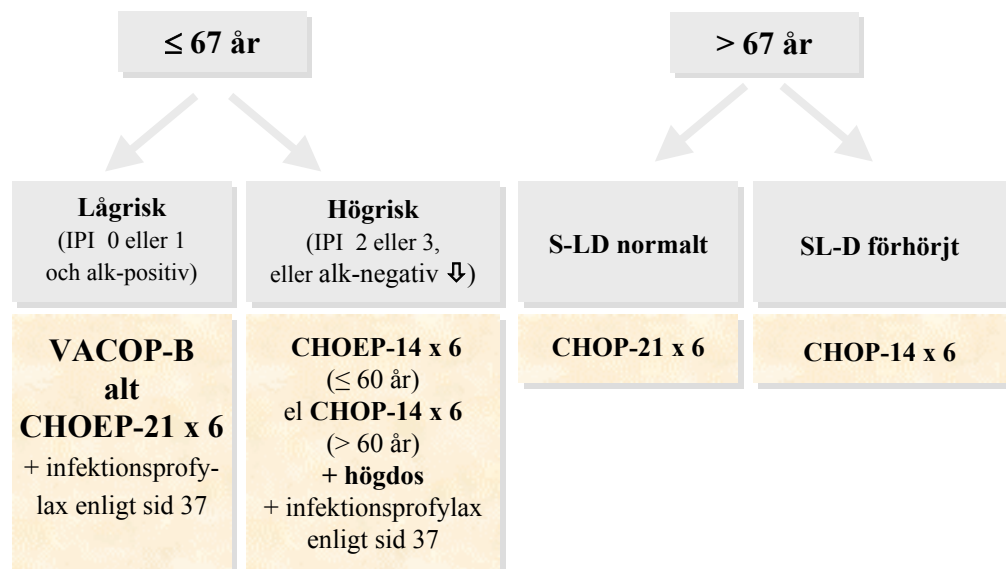 ≤ 67 år
> 67 år
Lågrisk
(IPI 0 eller 1
och alk-positiv)
Högrisk
(IPI 2 eller 3,
eller alk-negativ ⇩)
S-LD normalt
SL-D förhörjt
VACOP-B
alt
CHOEP-21 x 6
+ infektionsprofy-
lax enligt sid 37
CHOEP-14 x 6
(≤ 60 år)
el CHOP-14 x 6
(> 60 år)
+ högdos
+ infektionsprofylax
enligt sid 37
CHOP-21 x 6
CHOP-14 x 6